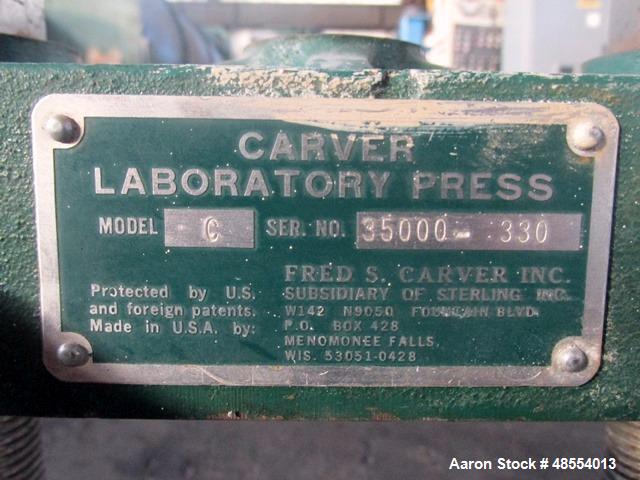 CARVER
LABORATORY PRESS
MODEL C SER. NO. 35000-330
FRED S. CARVER INC.
Protected by U.S. SUBSIDIARY OF STERLING INC.
and foreign patents. W142 N9050 FOUNTAIN BLVD.
Made in U.S.A. by: P.O. BOX 428
MENOMONEE FALLS,
WIS. 53051-0428
Aaron Stock # 48554013